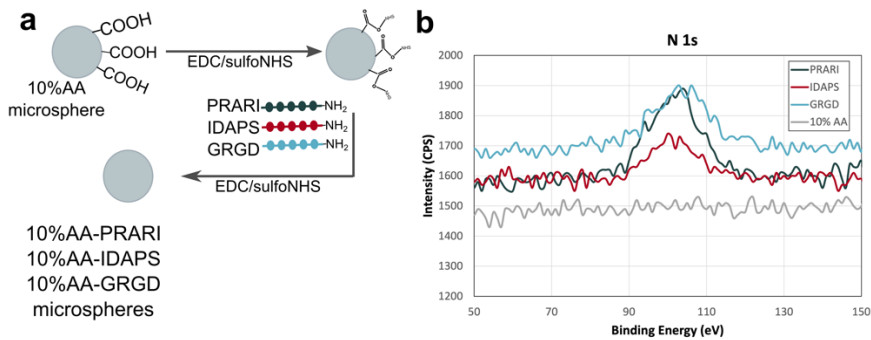 a
COOH
COOH
COOH
10%AA
microsphere
EDC/sulfoNHS
PRARI
NH₂
IDAPS
NH₂
GRGD
NH₂
EDC/sulfoNHS
10%AA-PRARI
10%AA-IDAPS
10%AA-GRGD
microspheres
b
N 1s
Intensity (CPS)
2000
1900
1800
1700
1600
1500
1400
1300
1200
50
70
90
110
130
150
Binding Energy (eV)
PRARI
IDAPS
GRGD
10% AA